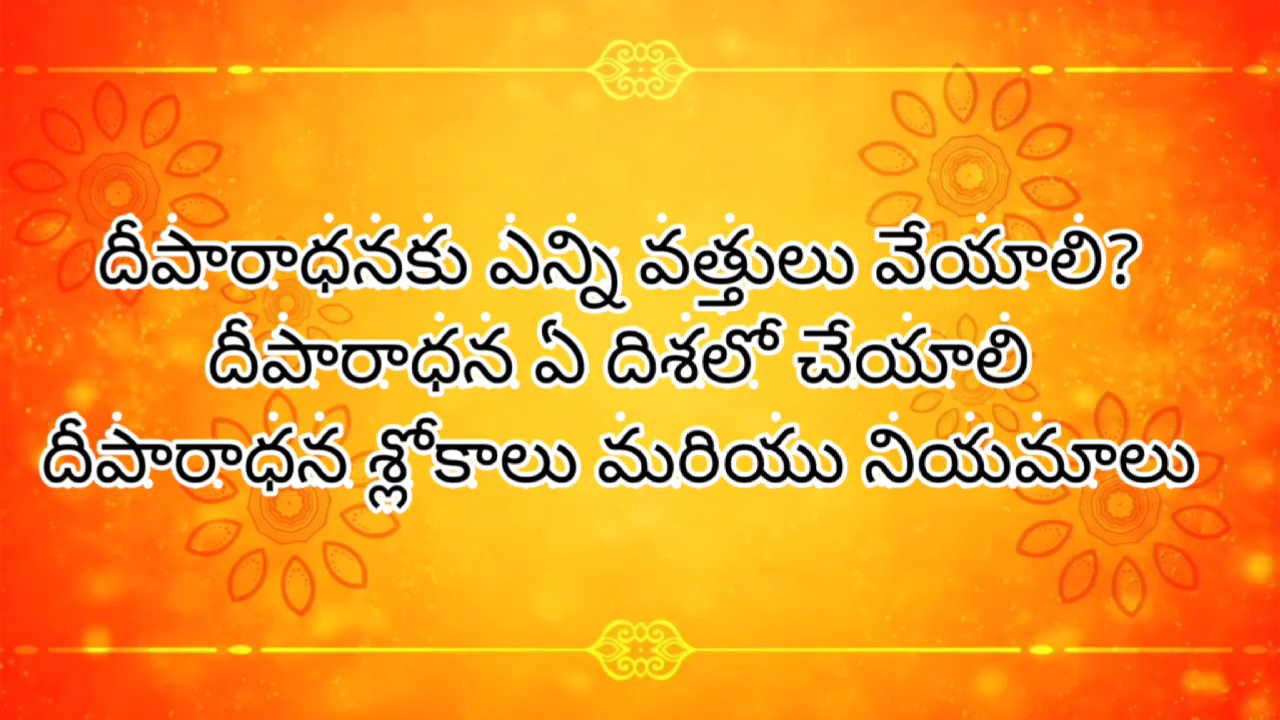 దీపారాధనకు ఎన్ని వత్తులు వేయాలి?
దీపారాధన ఏ దిశలో చేయాలి
దీపారాధన శ్లోకాలు మరియు నియమాలు